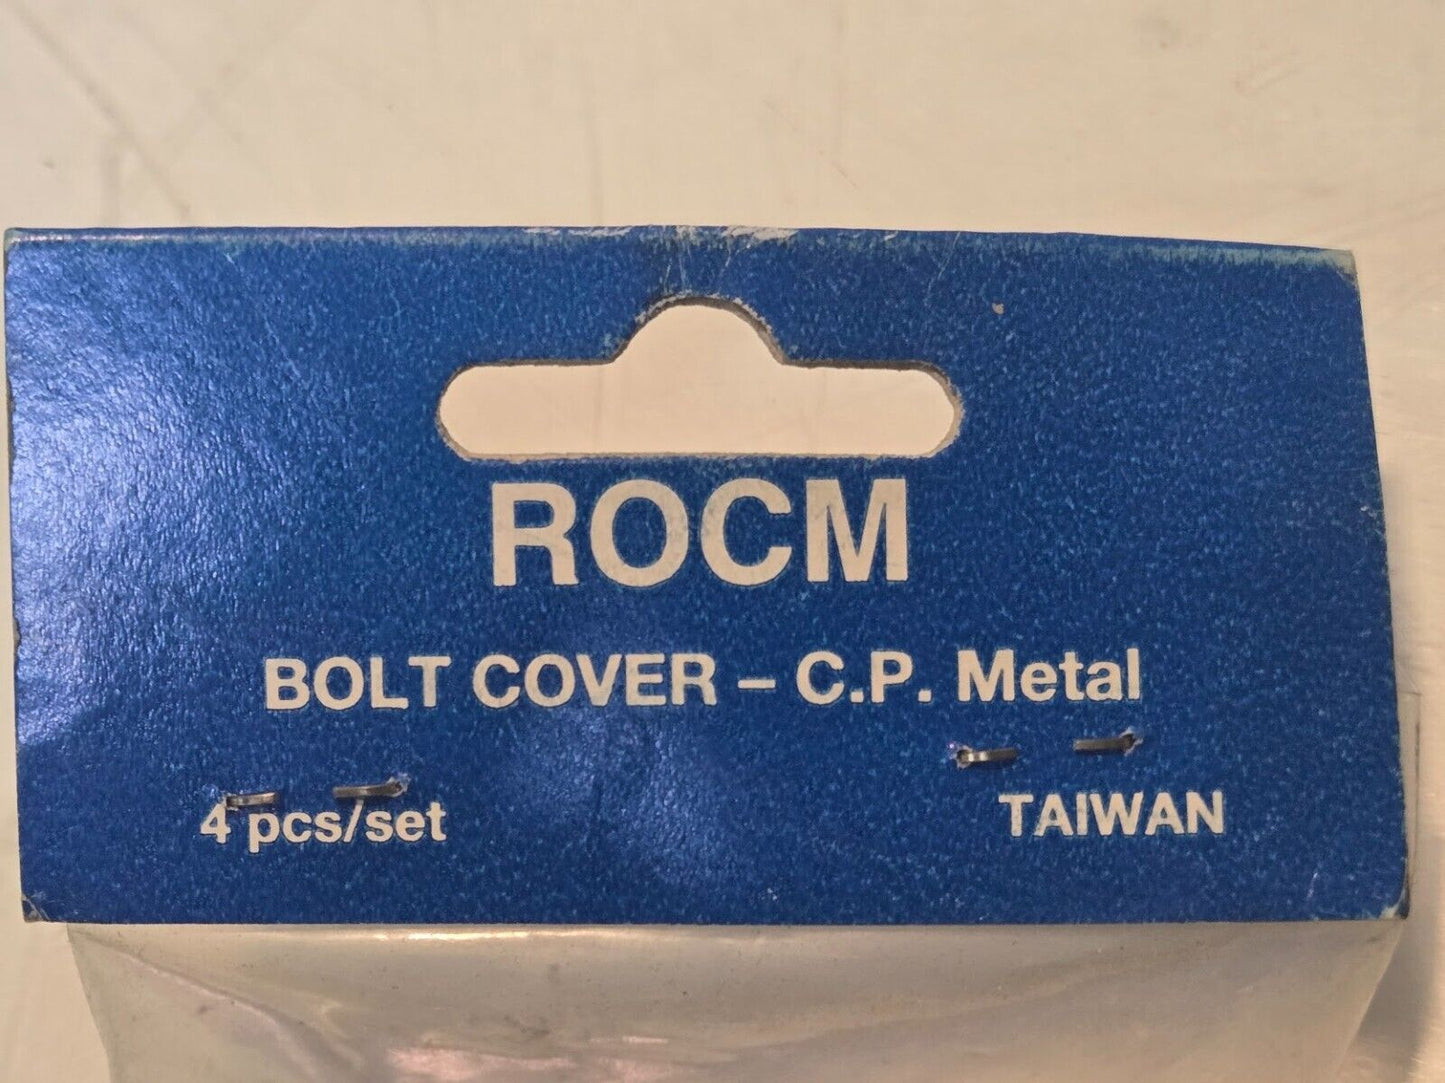 ROCM
BOLT COVER – C.P. Metal
4 pcs/set
TAIWAN